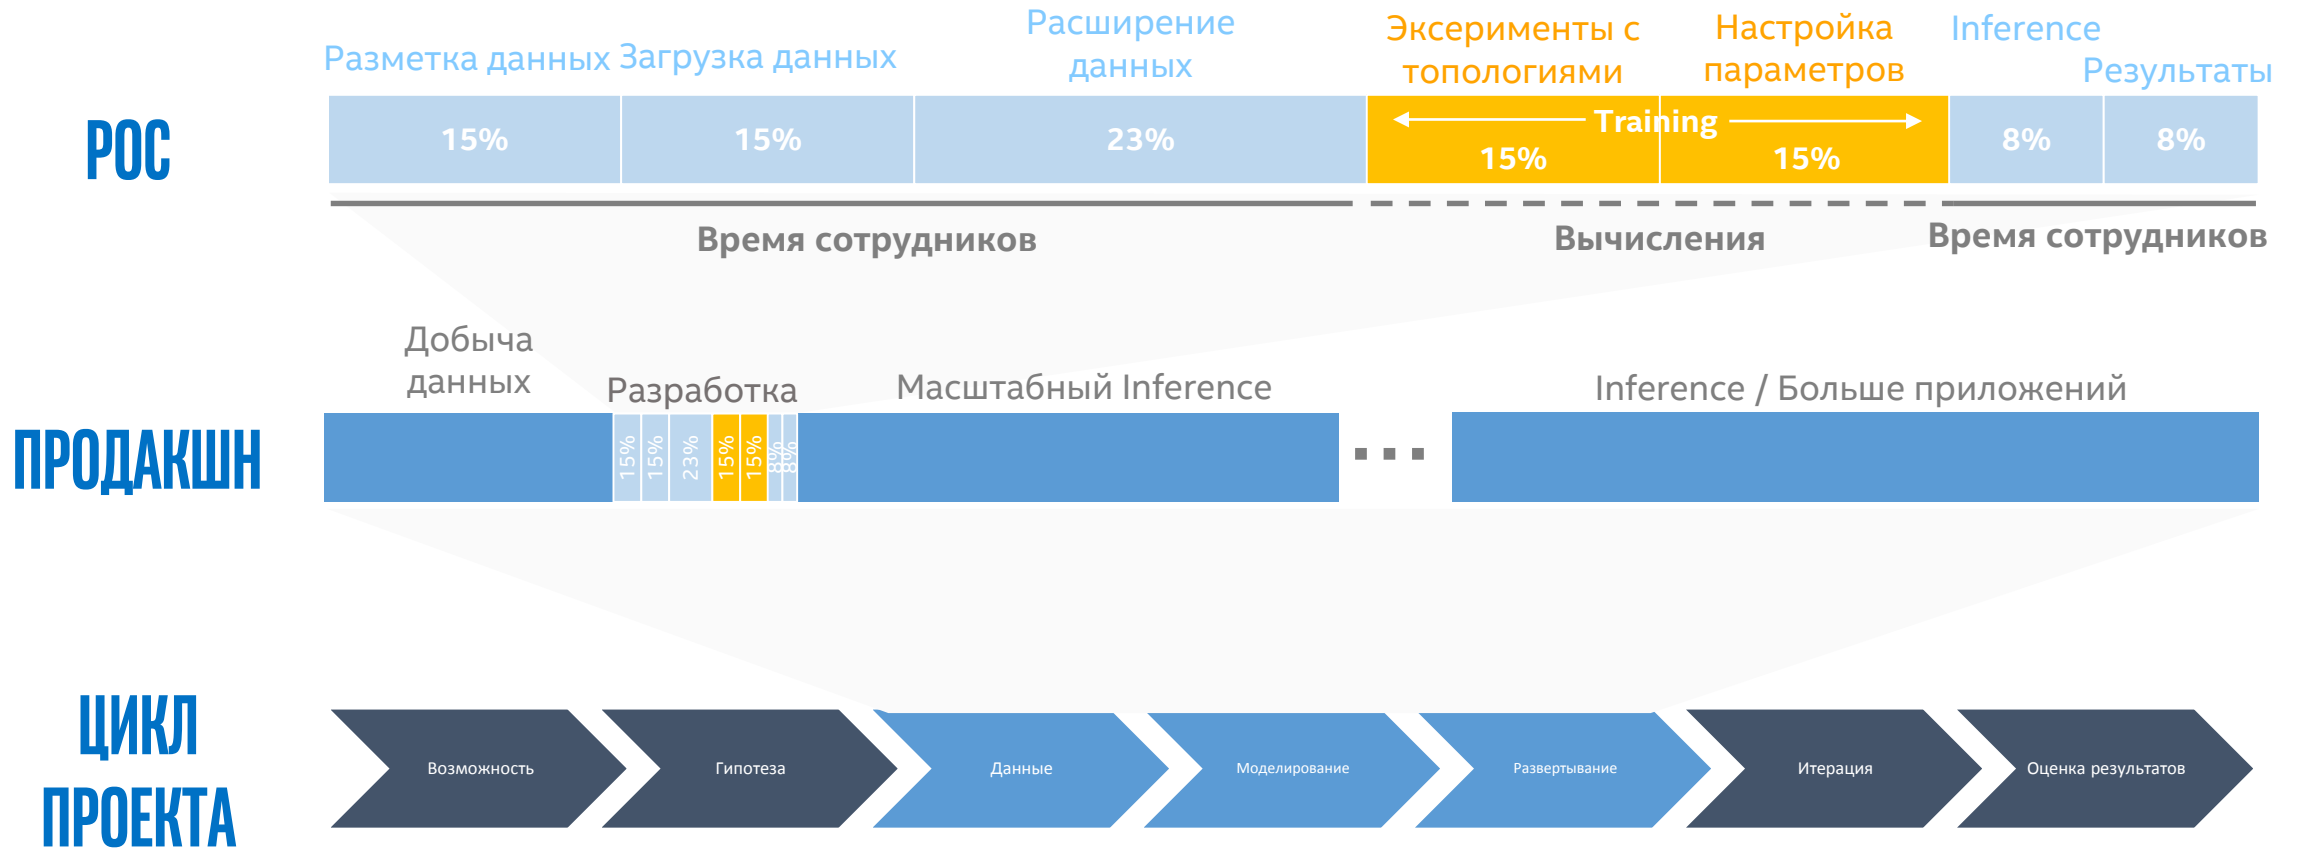 Разметка данных
Загрузка данных
Расширение
данных
Эксерименты с
топологиями
Настройка
параметров
Inference
Результаты
POC
15%
15%
23%
Training
15%
15%
8%
8%
Время сотрудников
Вычисления
Время сотрудников
Добыча
данных
Разработка
Масштабный Inference
Inference / Больше приложений
ПРОДАКШН
15%
15%
23%
15%
15%
8%
8%
...
ЦИКЛ
ПРОЕКТА
Возможность
Гипотеза
Данные
Моделирование
Развертывание
Итерация
Оценка результатов